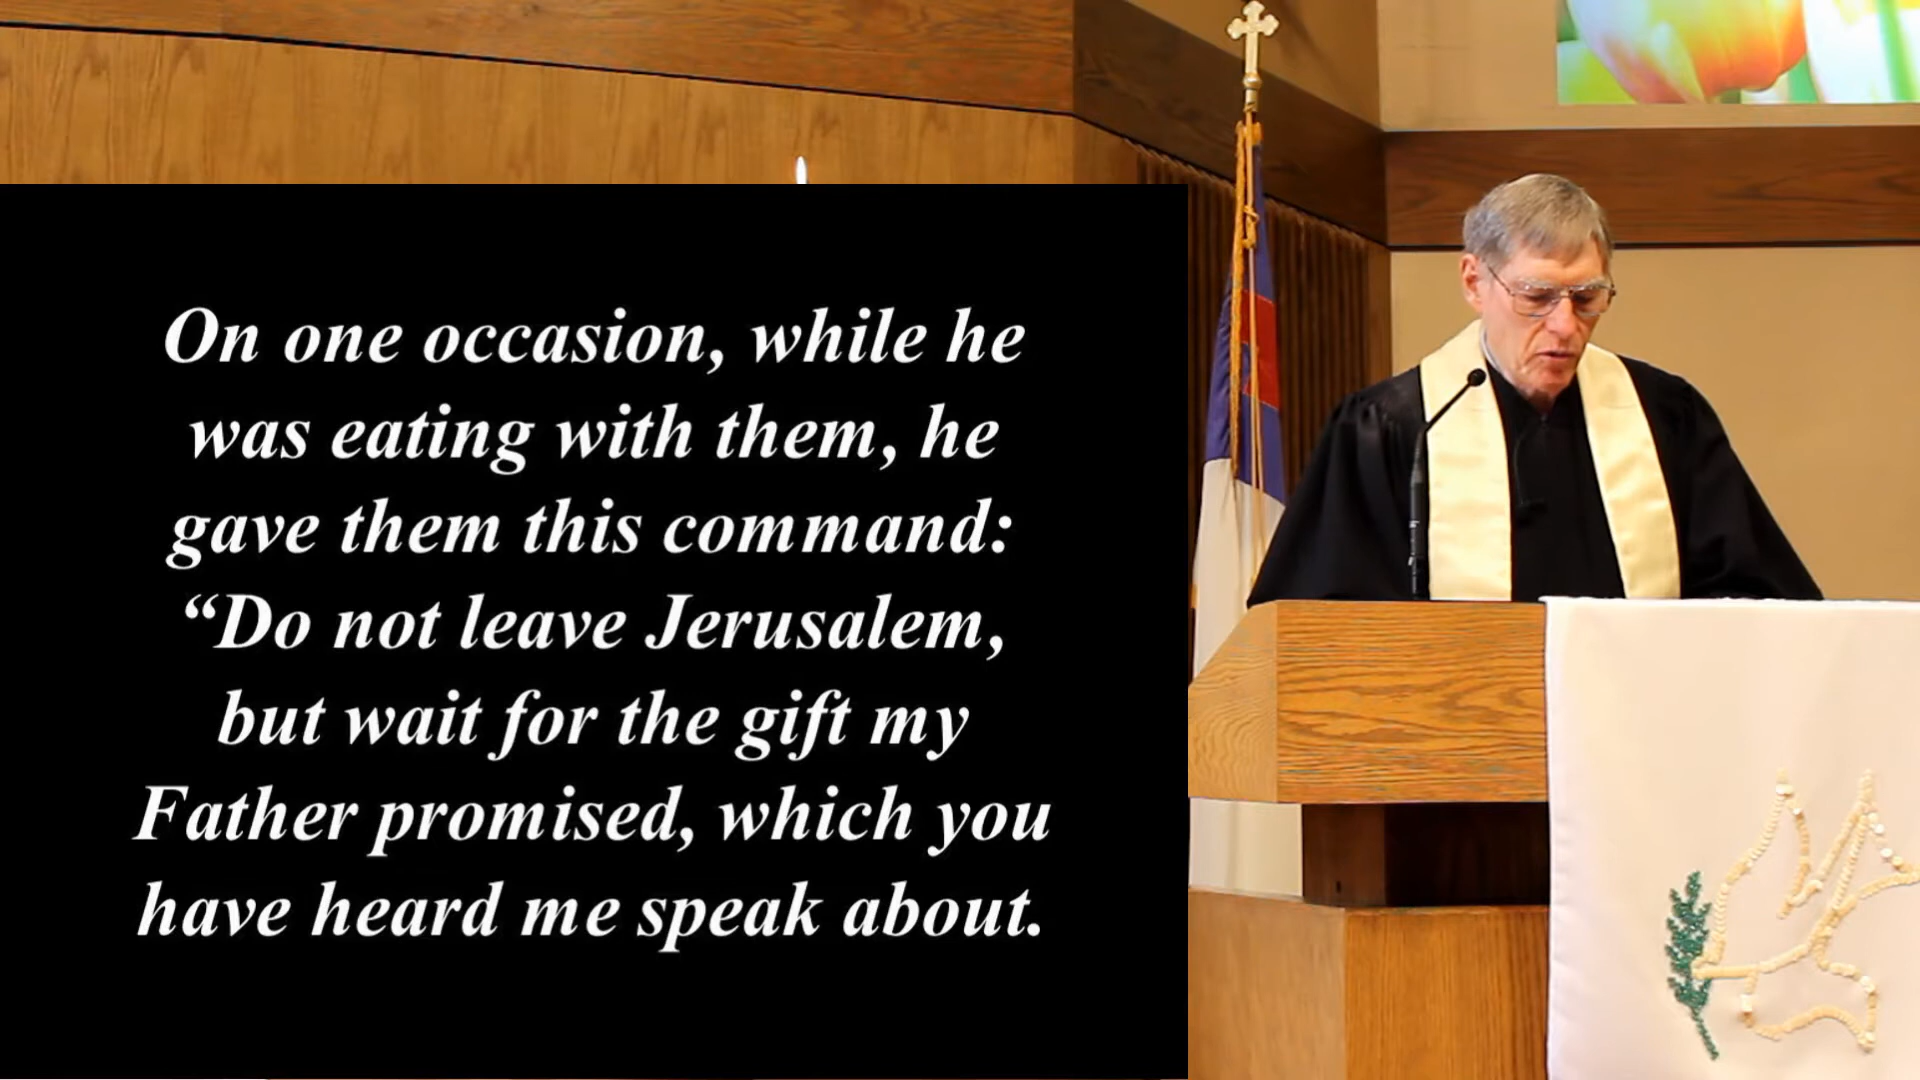 On one occasion, while he
was eating with them, he
gave them this command:
“Do not leave Jerusalem,
but wait for the gift my
Father promised, which you
have heard me speak about.